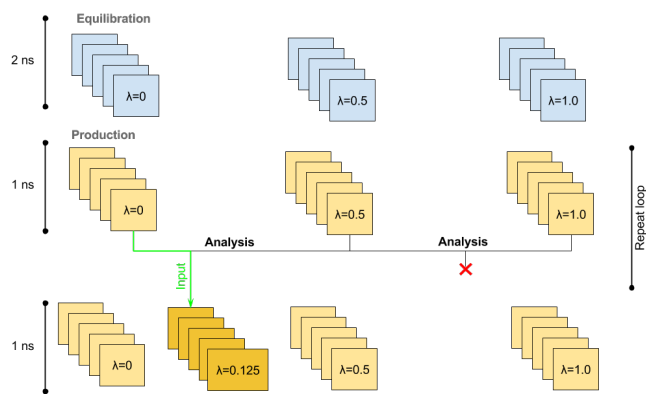 Equilibration
2 ns
λ=0
λ=0.5
λ=1.0
Production
1 ns
λ=0
λ=0.5
λ=1.0
Repeat loop
Analysis
Analysis
Input
1 ns
λ=0
λ=0.125
λ=0.5
λ=1.0